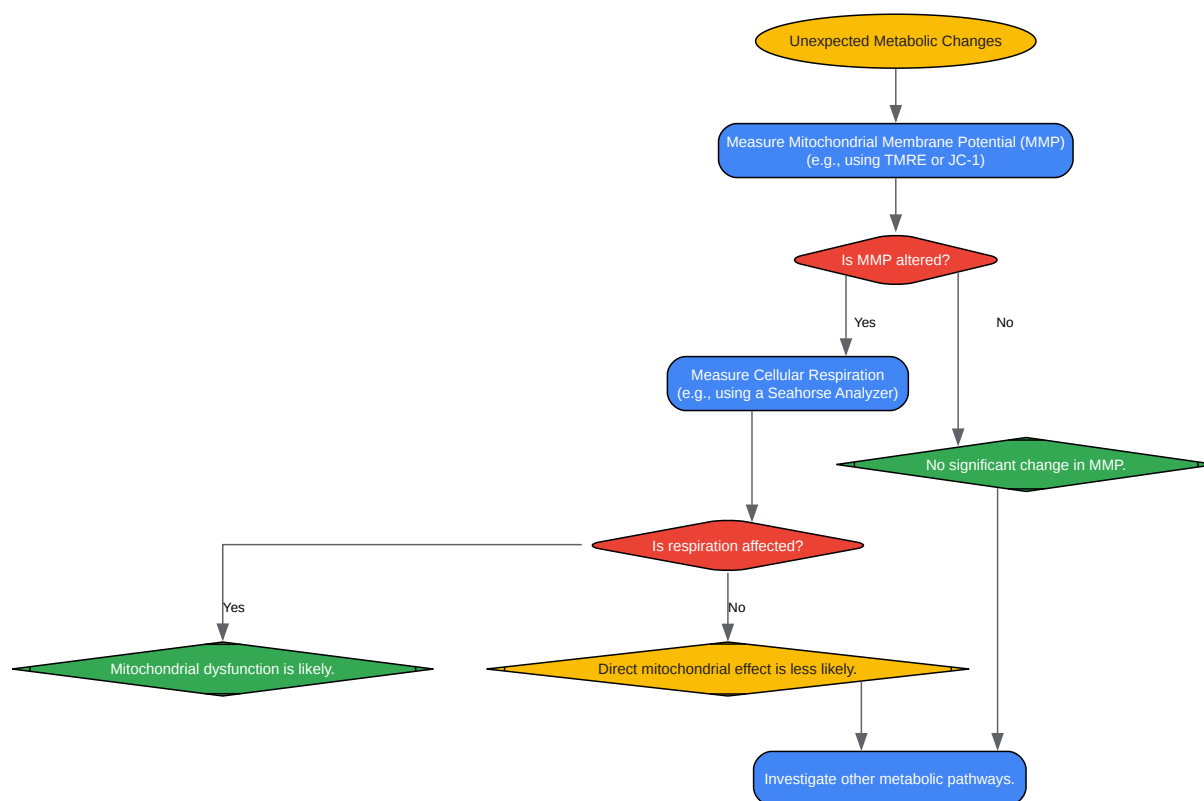 Unexpected Metabolic Changes
Measure Mitochondrial Membrane Potential (MMP)
(e.g., using TMRE or JC-1)
Is MMP altered?
Yes
No
Measure Cellular Respiration
(e.g., using a Seahorse Analyzer)
No significant change in MMP.
Is respiration affected?
Yes
No
Mitochondrial dysfunction is likely.
Direct mitochondrial effect is less likely.
Investigate other metabolic pathways.